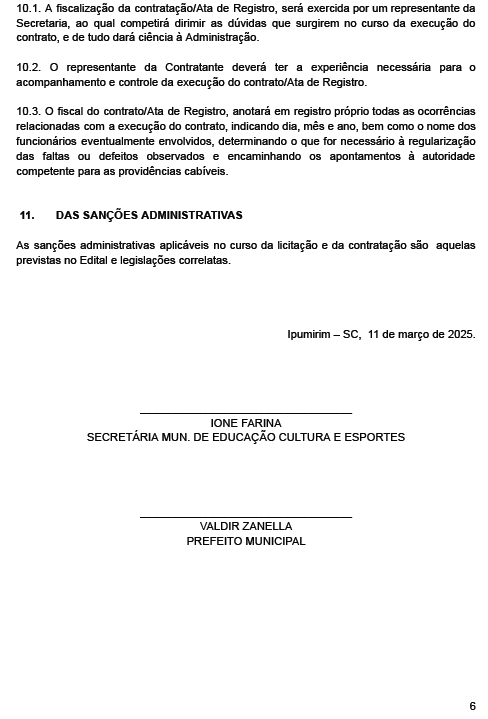 10.1. A fiscalização da contratação/Ata de Registro, será exercida por um representante da
Secretaria, ao qual competirá dirimir as dúvidas que surgirem no curso da execução do
contrato, e de tudo dará ciência à Administração.
10.2. O representante da Contratante deverá ter a experiência necessária para o
acompanhamento e controle da execução do contrato/Ata de Registro.
10.3. O fiscal do contrato/Ata de Registro, anotará em registro próprio todas as ocorrências
relacionadas com a execução do contrato, indicando dia, mês e ano, bem como o nome dos
funcionários eventualmente envolvidos, determinando o que for necessário à regularização
das faltas ou defeitos observados e encaminhando os apontamentos à autoridade
competente para as providências cabíveis.
11. DAS SANÇÕES ADMINISTRATIVAS
As sanções administrativas aplicáveis no curso da licitação e da contratação são aquelas
previstas no Edital e legislações correlatas.
Ipumirim – SC, 11 de março de 2025.
IONE FARINA
SECRETÁRIA MUN. DE EDUCAÇÃO CULTURA E ESPORTES
VALDIR ZANELLA
PREFEITO MUNICIPAL
6